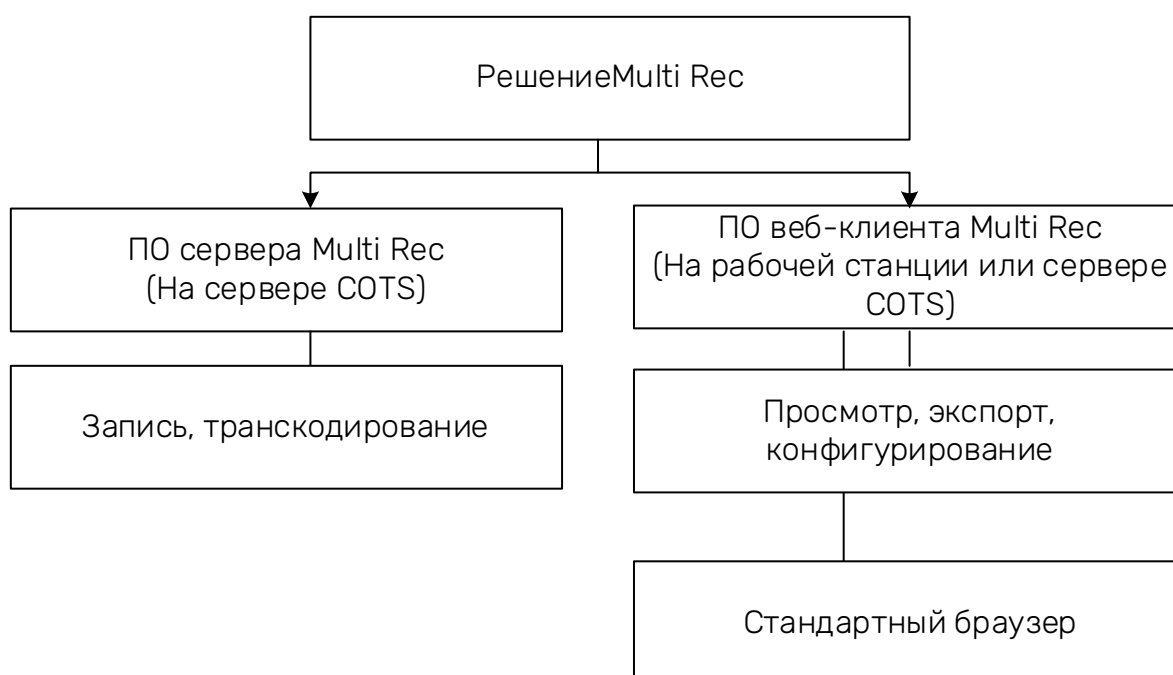 РешениеMulti Rec
ПО сервера Multi Rec
(На сервере COTS)
ПО веб-клиента Multi Rec
(На рабочей станции или сервере
COTS)
Запись, транскодирование
Просмотр, экспорт,
конфигурирование
Стандартный браузер